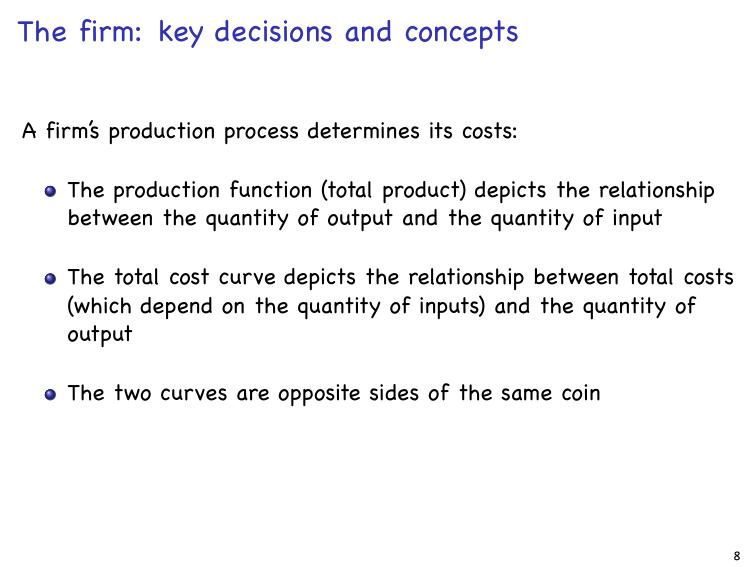 The firm: key decisions and concepts
A firm's production process determines its costs:
The production function (total product) depicts the relationship
between the quantity of output and the quantity of input
The total cost curve depicts the relationship between total costs
(which depend on the quantity of inputs) and the quantity of
output
The two curves are opposite sides of the same coin
8